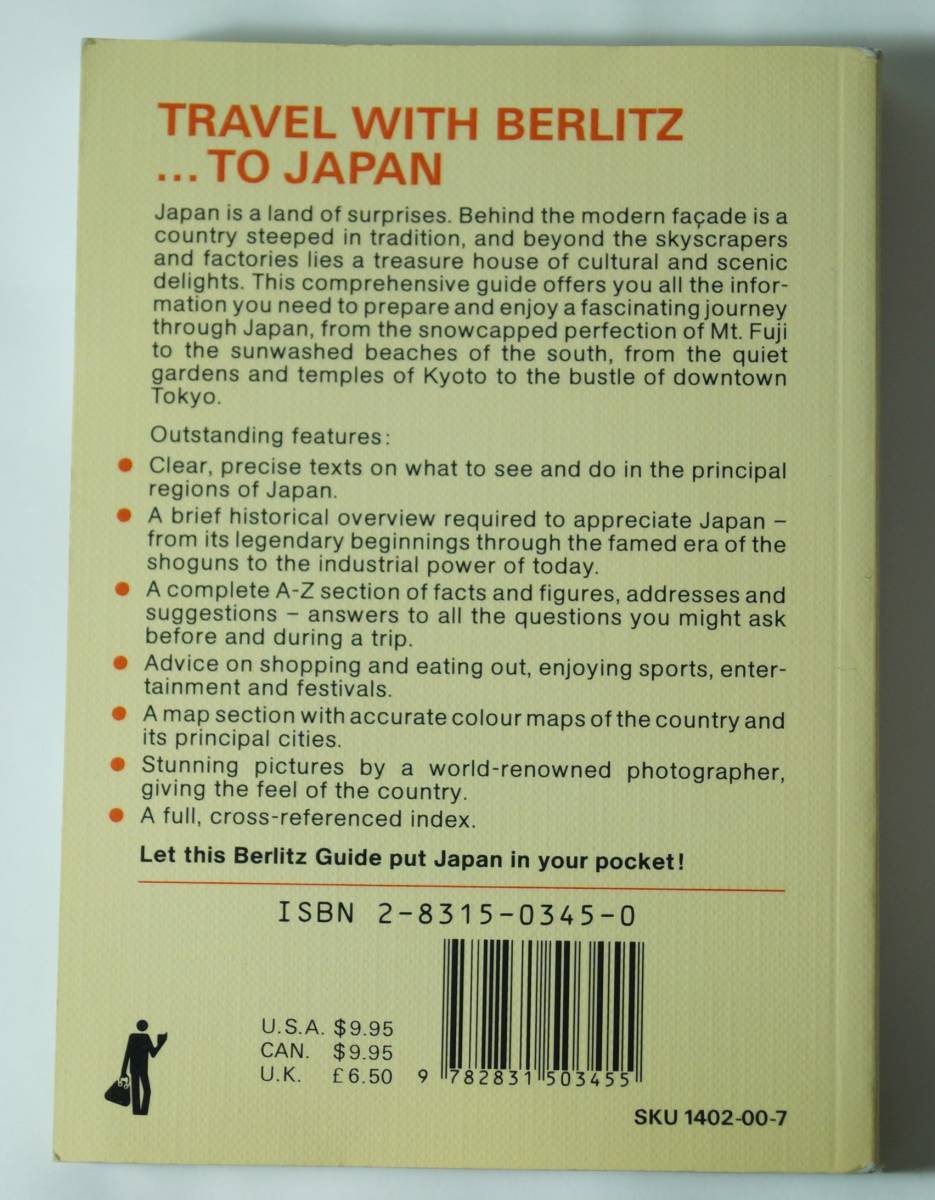 TRAVEL WITH BERLITZ
...TO JAPAN
Japan is a land of surprises. Behind the modern façade is a
country steeped in tradition, and beyond the skyscrapers
and factories lies a treasure house of cultural and scenic
delights. This comprehensive guide offers you all the infor-
mation you need to prepare and enjoy a fascinating journey
through Japan, from the snowcapped perfection of Mt. Fuji
to the sunwashed beaches of the south, from the quiet
gardens and temples of Kyoto to the bustle of downtown
Tokyo.
Outstanding features:
● Clear, precise texts on what to see and do in the principal
regions of Japan.
● A brief historical overview required to appreciate Japan –
from its legendary beginnings through the famed era of the
shoguns to the industrial power of today.
● A complete A-Z section of facts and figures, addresses and
suggestions – answers to all the questions you might ask
before and during a trip.
● Advice on shopping and eating out, enjoying sports, enter-
tainment and festivals.
● A map section with accurate colour maps of the country and
its principal cities.
● Stunning pictures by a world-renowned photographer,
giving the feel of the country.
● A full, cross-referenced index.
Let this Berlitz Guide put Japan in your pocket!
ISBN 2-8315-0345-0
U.S.A. $9.95
CAN. $9.95
U.K. £6.50
9 782831 503455
SKU 1402-00-7